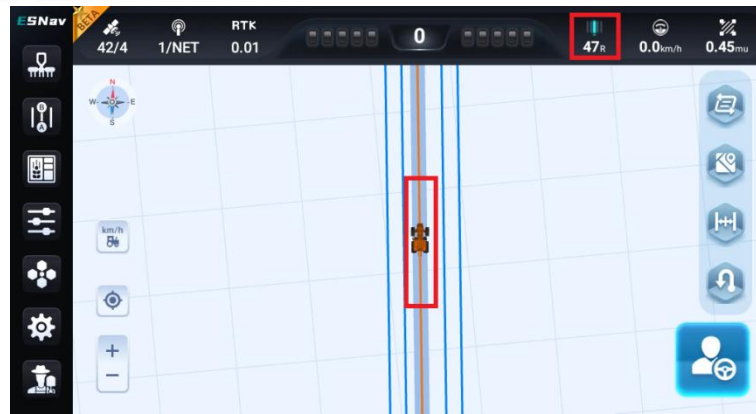 ESNav
BETA
42/4
1/NET
RTK
0.01
0
47R
0.0km/h
0.45mu
N
W
E
S
km/h
B
A
+
−